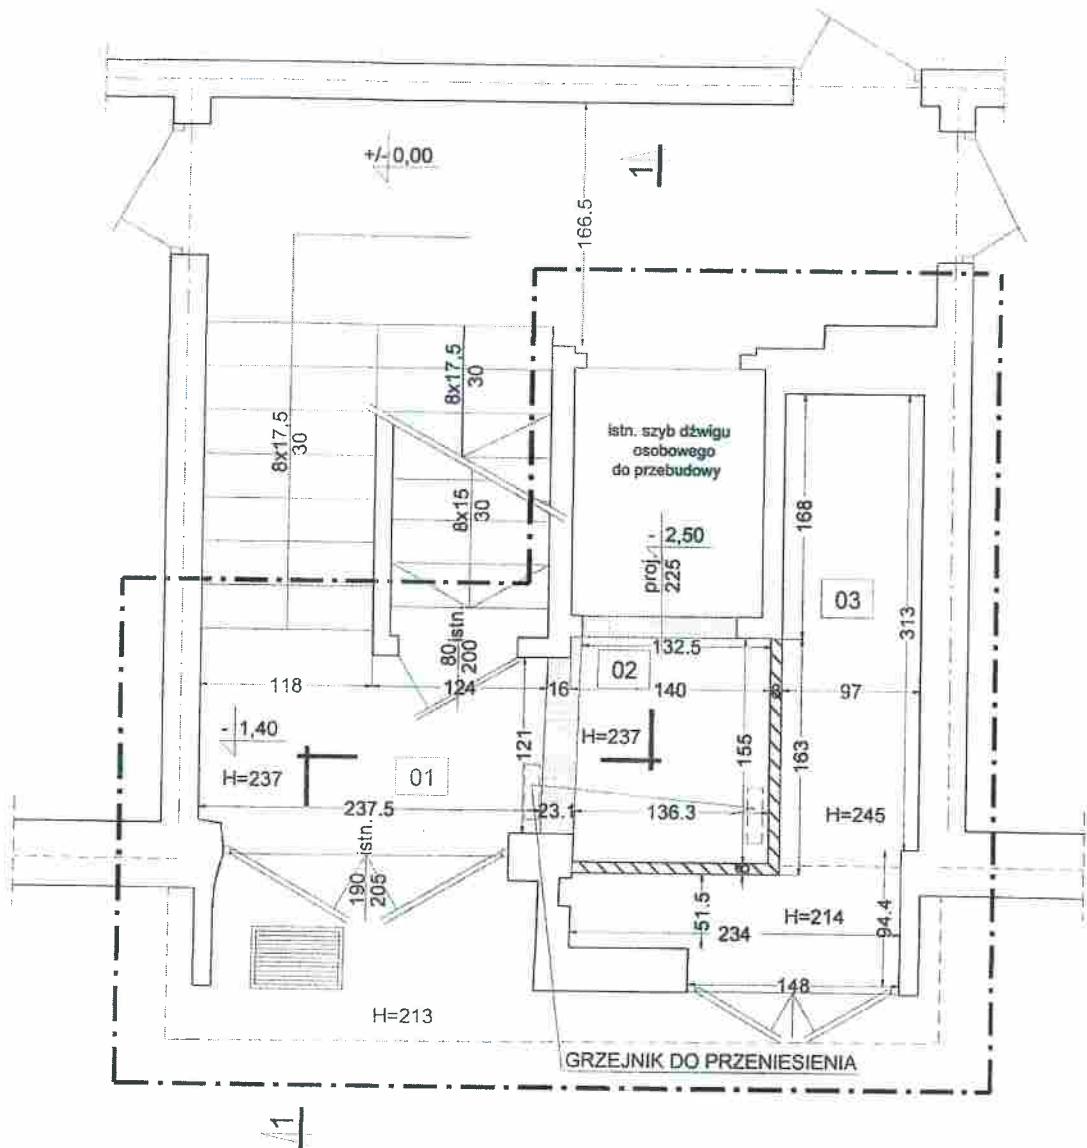 +/- 0,00
1
166.5
8x17,5
30
8x17,5
30
istn. szyb dźwigu
osobowego
do przebudowy
8x15
30
- 2,50
proj.
225
168
03
313
80 istn.
200
132.5
02
118
124
16
140
8
97
- 1,40
H=237
H=237
121
155
163
01
237.5
23.1
136.3
H=245
190 istn.
205
8
51.5
H=214
234
94.4
148
H=213
GRZEJNIK DO PRZENIESIENIA
1